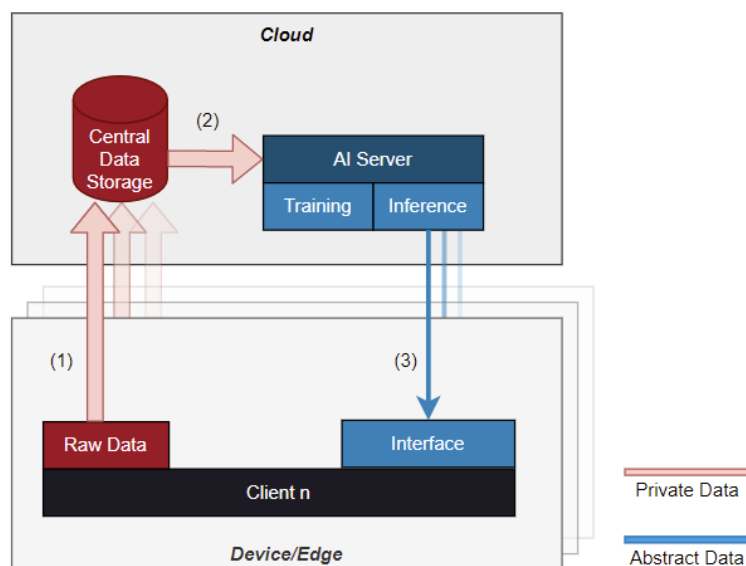 Cloud
Central
Data
Storage
(2)
AI Server
Training
Inference
(1)
(3)
Raw Data
Interface
Client n
Device/Edge
Private Data
Abstract Data